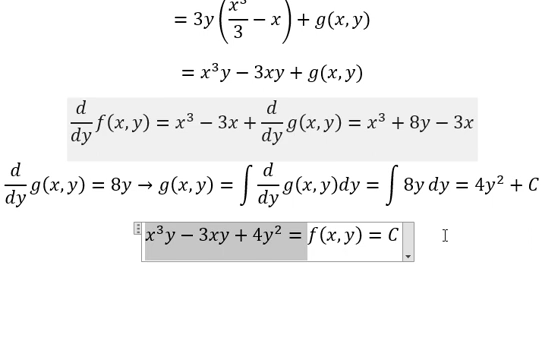 = 3y(x³/3 − x) + g(x, y)
= x³y − 3xy + g(x, y)
d/dy f(x, y) = x³ − 3x + d/dy g(x, y) = x³ + 8y − 3x
d/dy g(x, y) = 8y → g(x, y) = ∫ d/dy g(x, y)dy = ∫ 8y dy = 4y² + C
x³y − 3xy + 4y² = f(x, y) = C